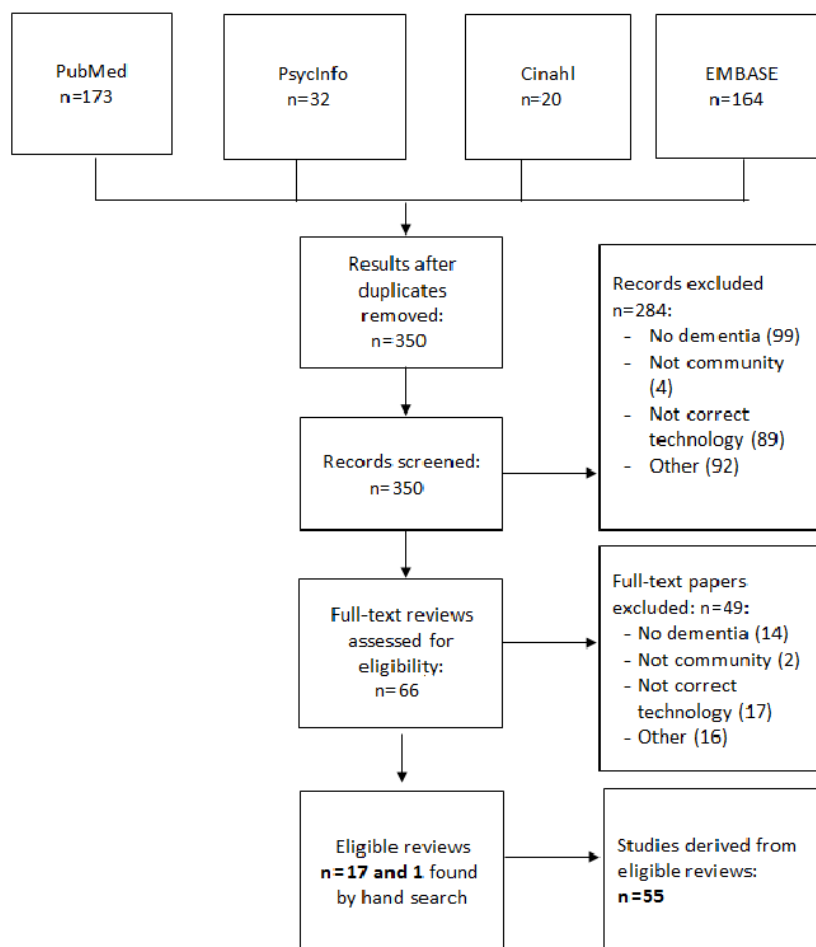 PubMed
n=173
PsycInfo
n=32
Cinahl
n=20
EMBASE
n=164
Results after
duplicates
removed:
n=350
Records excluded
n=284:
- No dementia (99)
- Not community
(4)
- Not correct
technology (89)
- Other (92)
Records screened:
n=350
Full-text reviews
assessed for
eligibility:
n=66
Full-text papers
excluded: n=49:
- No dementia (14)
- Not community (2)
- Not correct
technology (17)
- Other (16)
Eligible reviews
n=17 and 1 found
by hand search
Studies derived from
eligible reviews:
n=55